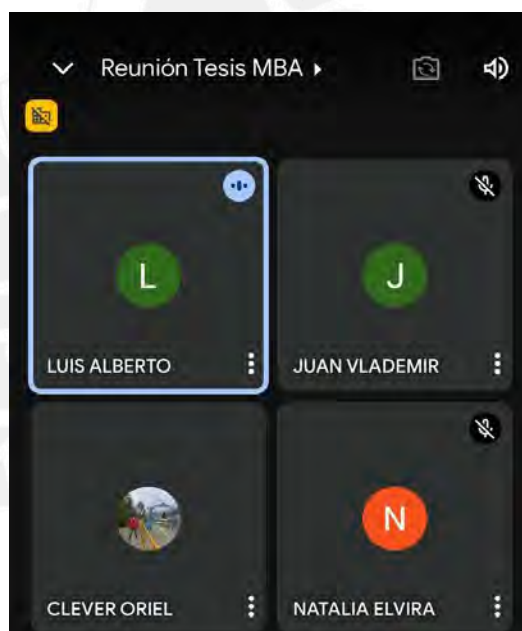 Reunión Tesis MBA
L
J
LUIS ALBERTO
JUAN VLADEMIR
N
CLEVER ORIEL
NATALIA ELVIRA